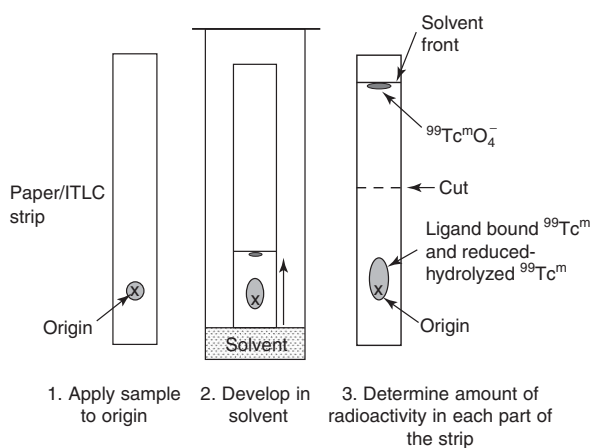 Paper/ITLC
strip
X
Origin
X
Solvent
Solvent
front
⁹⁹TcᵐO₄⁻
Cut
Ligand bound ⁹⁹Tcᵐ
and reduced-
hydrolyzed ⁹⁹Tcᵐ
X
Origin
1. Apply sample
to origin
2. Develop in
solvent
3. Determine amount of
radioactivity in each part of
the strip